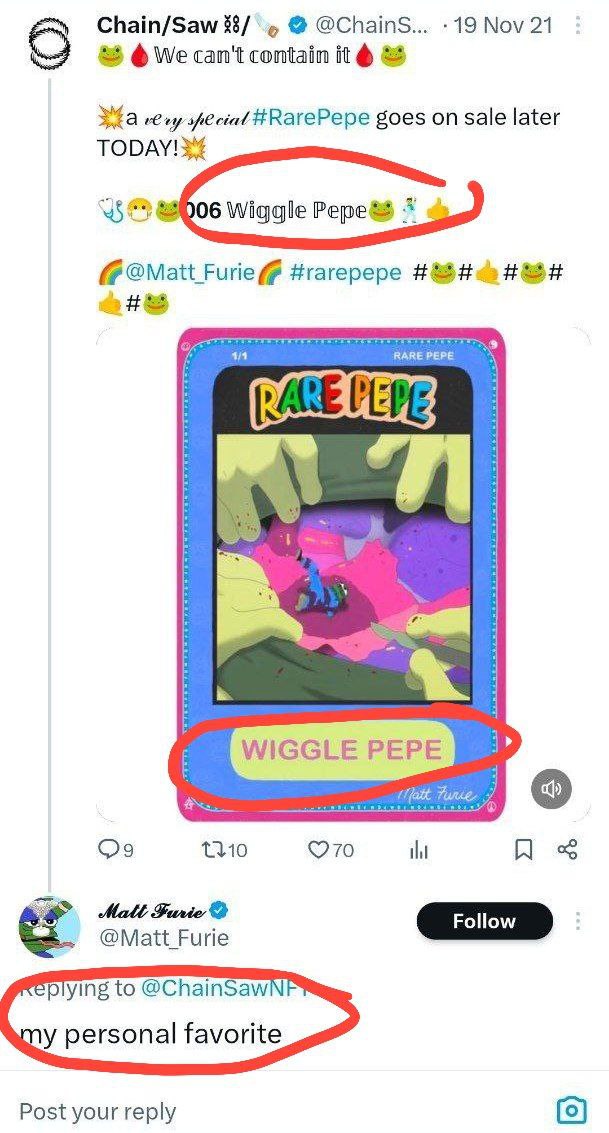 Chain/Saw ⛓/🪚 @ChainS... · 19 Nov 21
🐸🩸We can't contain it🩸🐸
💥a very special #RarePepe goes on sale later
TODAY!💥
🩺😷🐸006 Wiggle Pepe🐸🕺🤙
🌈@Matt_Furie🌈 #rarepepe #🐸#🤙#🐸#
🤙#🐸
1/1 RARE PEPE
RARE PEPE
WIGGLE PEPE
Matt Furie
9 10 70
Matt Furie
@Matt_Furie
Follow
Replying to @ChainSawNFT
my personal favorite
Post your reply